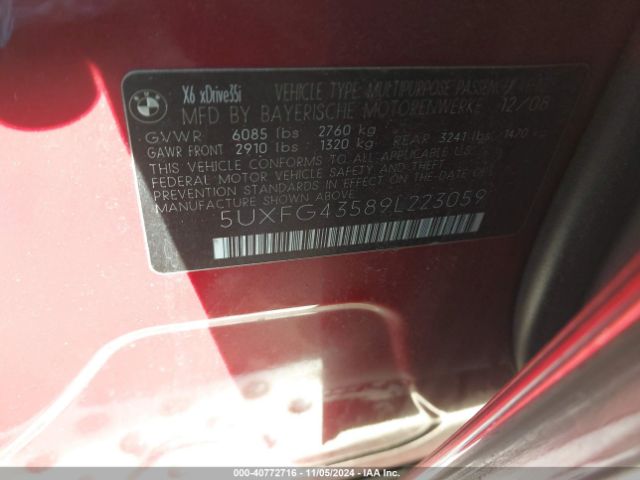 BMW
X6 xDrive35i
VEHICLE TYPE: MULTIPURPOSE PASSENGER
MFD BY BAYERISCHE MOTORENWERKE 12/08
GVWR 6085 lbs 2760 kg
GAWR FRONT 2910 lbs 1320 kg REAR 3241 lbs 1470 kg
THIS VEHICLE CONFORMS TO ALL APPLICABLE U.S.
FEDERAL MOTOR VEHICLE SAFETY AND THEFT
PREVENTION STANDARDS IN EFFECT ON THE DATE OF
MANUFACTURE SHOWN ABOVE.
5UXFG43589L223059
000-40772716 - 11/05/2024 - IAA Inc.